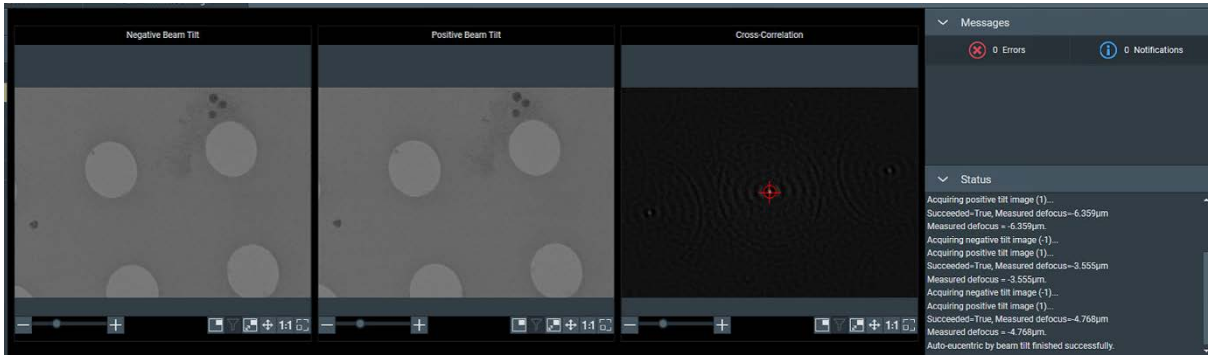 Negative Beam Tilt
Positive Beam Tilt
Cross-Correlation
Messages
0 Errors
0 Notifications
Status
Acquiring positive tilt image (1)...
Succeeded=True, Measured defocus=-6.359µm
Measured defocus = -6.359µm.
Acquiring negative tilt image (-1)...
Acquiring positive tilt image (1)...
Succeeded=True, Measured defocus=-3.555µm
Measured defocus = -3.555µm.
Acquiring negative tilt image (-1)...
Acquiring positive tilt image (1)...
Succeeded=True, Measured defocus=-4.768µm
Measured defocus = -4.768µm.
Auto-eucentric by beam tilt finished successfully.
1:1
1:1
1:1